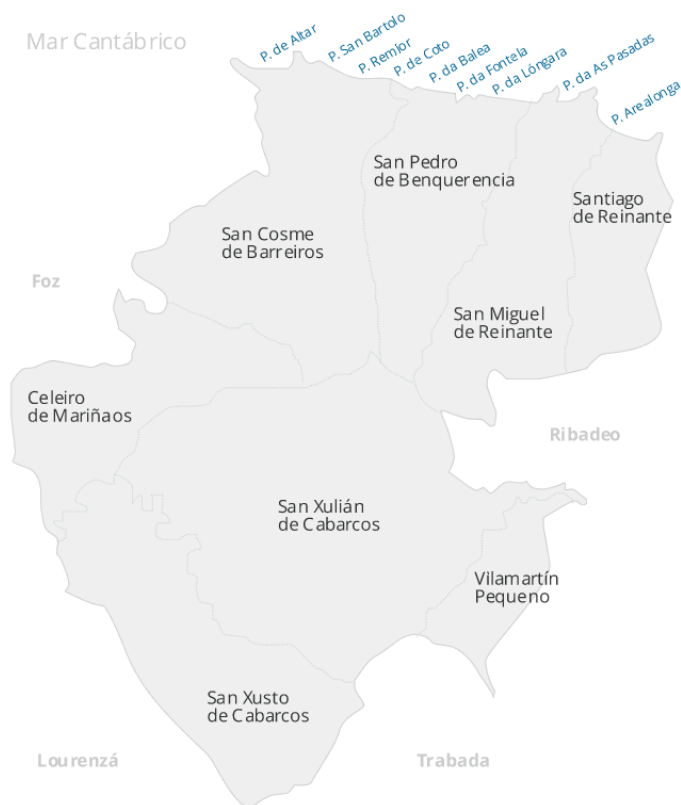 Mar Cantábrico
P. de Altar
P. San Bartolo
P. Remior
P. de Coto
P. da Balea
P. da Fontela
P. da Lóngara
P. da As Pasadas
P. Arealonga
San Pedro
de Benquerencia
Santiago
de Reinante
San Cosme
de Barreiros
Foz
San Miguel
de Reinante
Celeiro
de Mariñaos
Ribadeo
San Xulián
de Cabarcos
Vilamartín
Pequeno
San Xusto
de Cabarcos
Lourenzá
Trabada